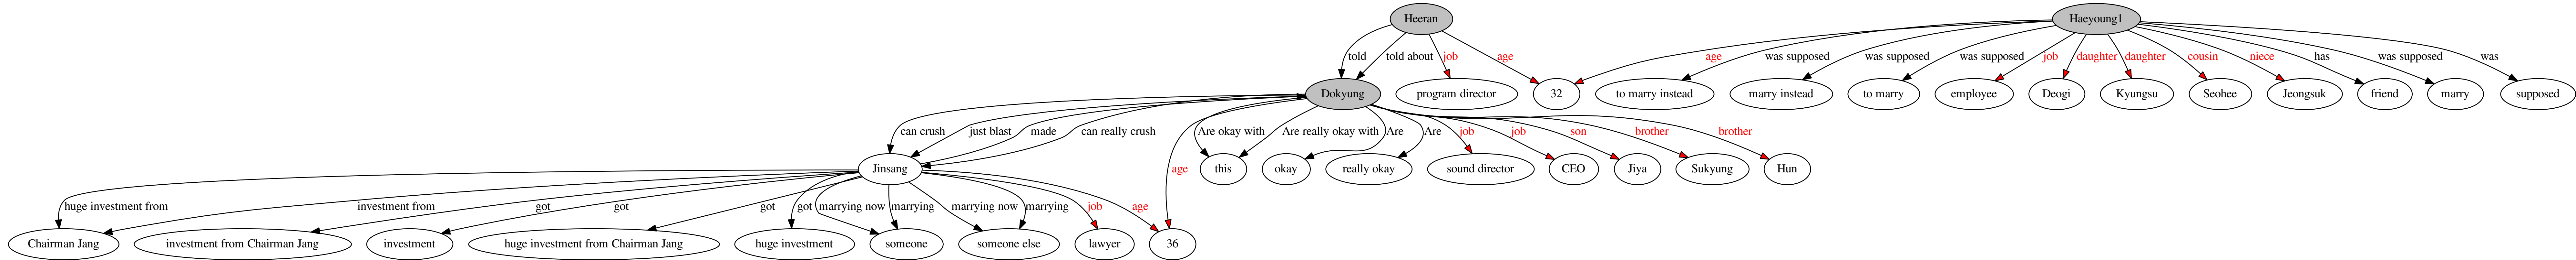 Heeran Haeyoung1
told told about job age age was supposed was supposed was supposed job daughter daughter cousin niece has was supposed was
Dokyung program director 32 to marry instead marry instead to marry employee Deogi Kyungsu Seohee Jeongsuk friend marry supposed
can crush just blast made can really crush age Are okay with Are really okay with Are Are job job son brother brother
Jinsang this okay really okay sound director CEO Jiya Sukyung Hun
huge investment from investment from got got got got marrying now marrying marrying now marrying job age
Chairman Jang investment from Chairman Jang investment huge investment from Chairman Jang huge investment someone someone else lawyer 36